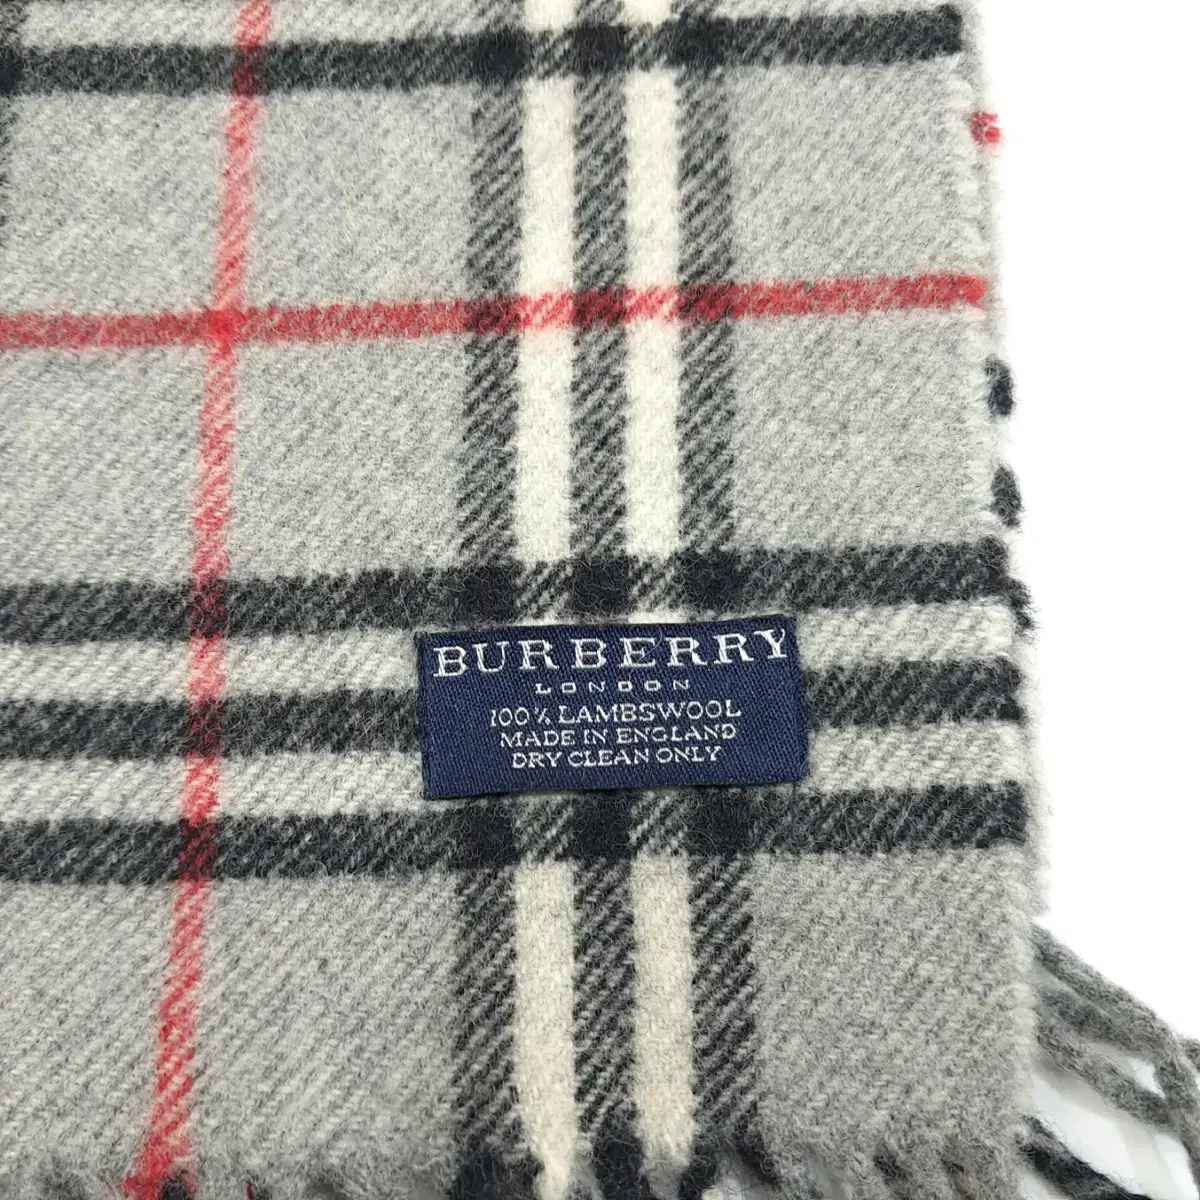 BURBERRY
LONDON
100% LAMBSWOOL
MADE IN ENGLAND
DRY CLEAN ONLY